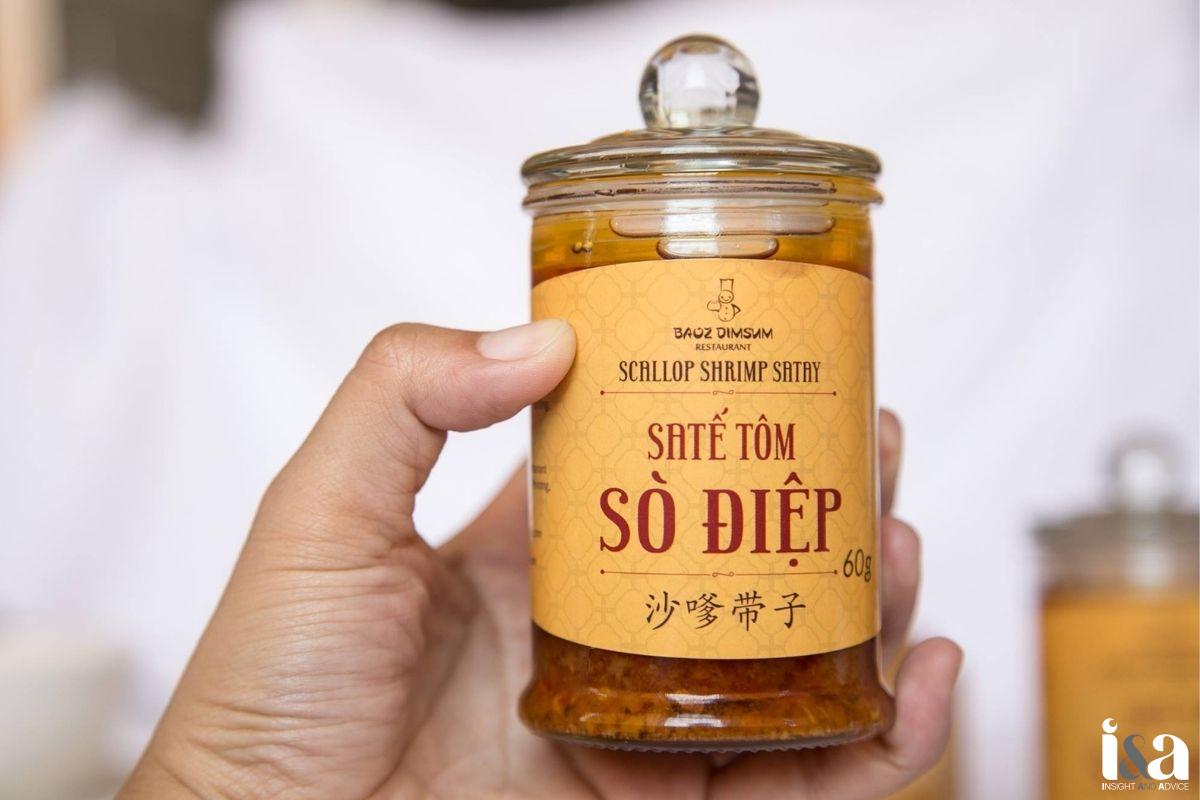 BAOZ DIMSUM
RESTAURANT
SCALLOP SHRIMP SATAY
SATẾ TÔM
SÒ ĐIỆP
60g
沙嗲带子
i&a
INSIGHT AND ADVICE